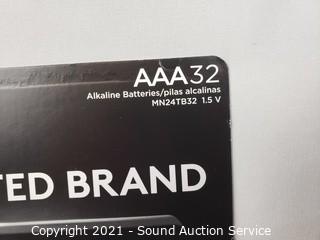 AAA32
Alkaline Batteries/pilas alcalinas
MN24TB32 1.5 V
TED BRAND
Copyright 2021 - Sound Auction Service